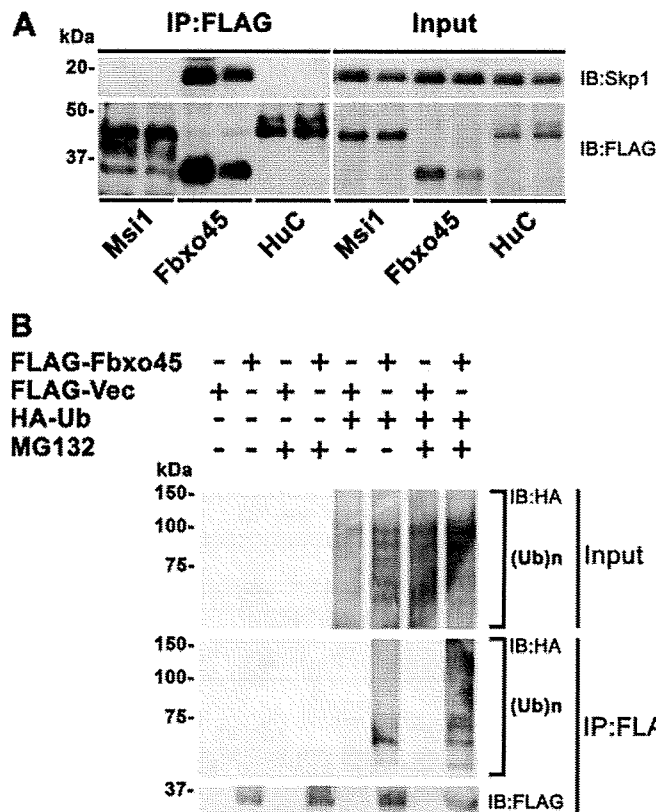 A
IP:FLAG Input
kDa
20- IB:Skp1
50-
37- IB:FLAG
Msi1 Fbxo45 HuC Msi1 Fbxo45 HuC
B
FLAG-Fbxo45 - + - + - + - +
FLAG-Vec + - + - + - + -
HA-Ub - - - - + + + +
MG132 - - + + - - + +
kDa
150- IB:HA
100-
(Ub)n Input
75-
150- IB:HA
100-
(Ub)n
75- IP:FLA
37- IB:FLAG